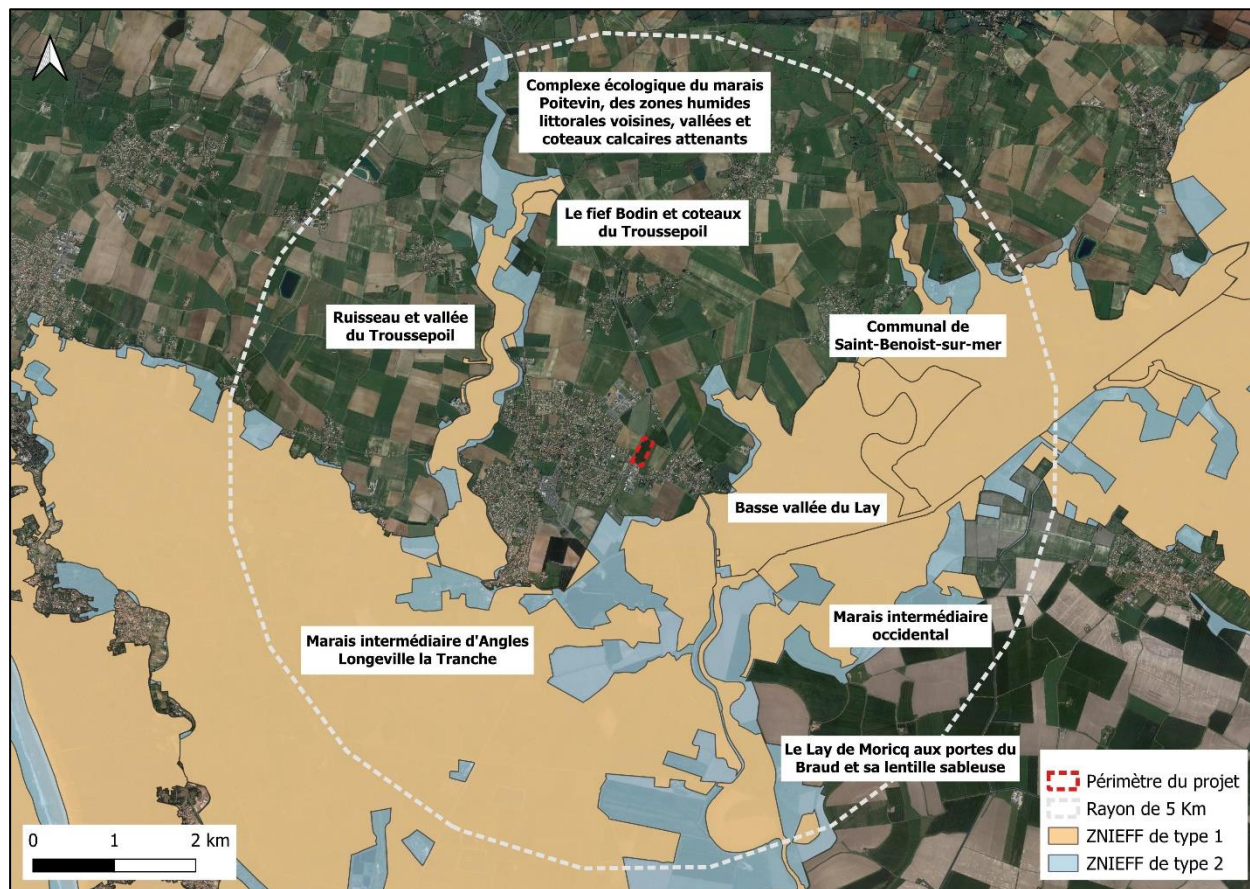 Complexe écologique du marais
Poitevin, des zones humides
littorales voisines, vallées et
coteaux calcaires attenants
Le fief Bodin et coteaux
du Troussepoil
Ruisseau et vallée
du Troussepoil
Communal de
Saint-Benoist-sur-mer
Basse vallée du Lay
Marais intermédiaire
occidental
Marais intermédiaire d'Angles
Longeville la Tranche
Le Lay de Moricq aux portes du
Braud et sa lentille sableuse
Périmètre du projet
Rayon de 5 Km
ZNIEFF de type 1
ZNIEFF de type 2
0 1 2 km